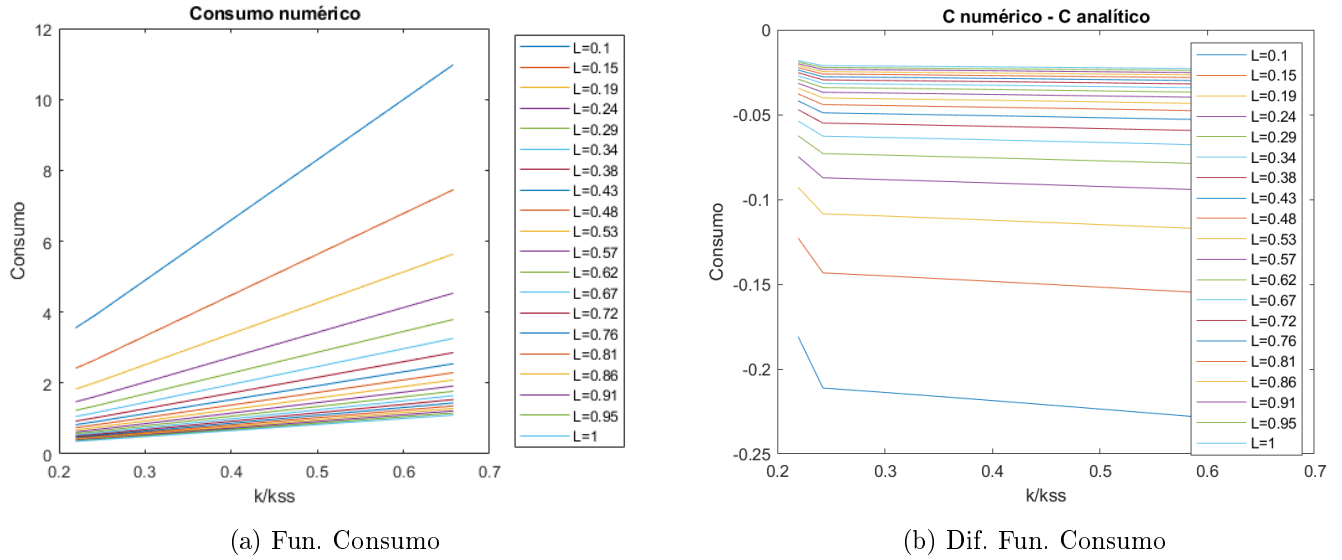 Consumo numérico
12
10
8
6
4
2
0
Consumo
0.2
0.3
0.4
0.5
0.6
0.7
k/kss
L=0.1
L=0.15
L=0.19
L=0.24
L=0.29
L=0.34
L=0.38
L=0.43
L=0.48
L=0.53
L=0.57
L=0.62
L=0.67
L=0.72
L=0.76
L=0.81
L=0.86
L=0.91
L=0.95
L=1
(a) Fun. Consumo
C numérico - C analítico
0
-0.05
-0.1
-0.15
-0.2
-0.25
Consumo
0.2
0.3
0.4
0.5
0.6
0.7
k/kss
L=0.1
L=0.15
L=0.19
L=0.24
L=0.29
L=0.34
L=0.38
L=0.43
L=0.48
L=0.53
L=0.57
L=0.62
L=0.67
L=0.72
L=0.76
L=0.81
L=0.86
L=0.91
L=0.95
L=1
(b) Dif. Fun. Consumo